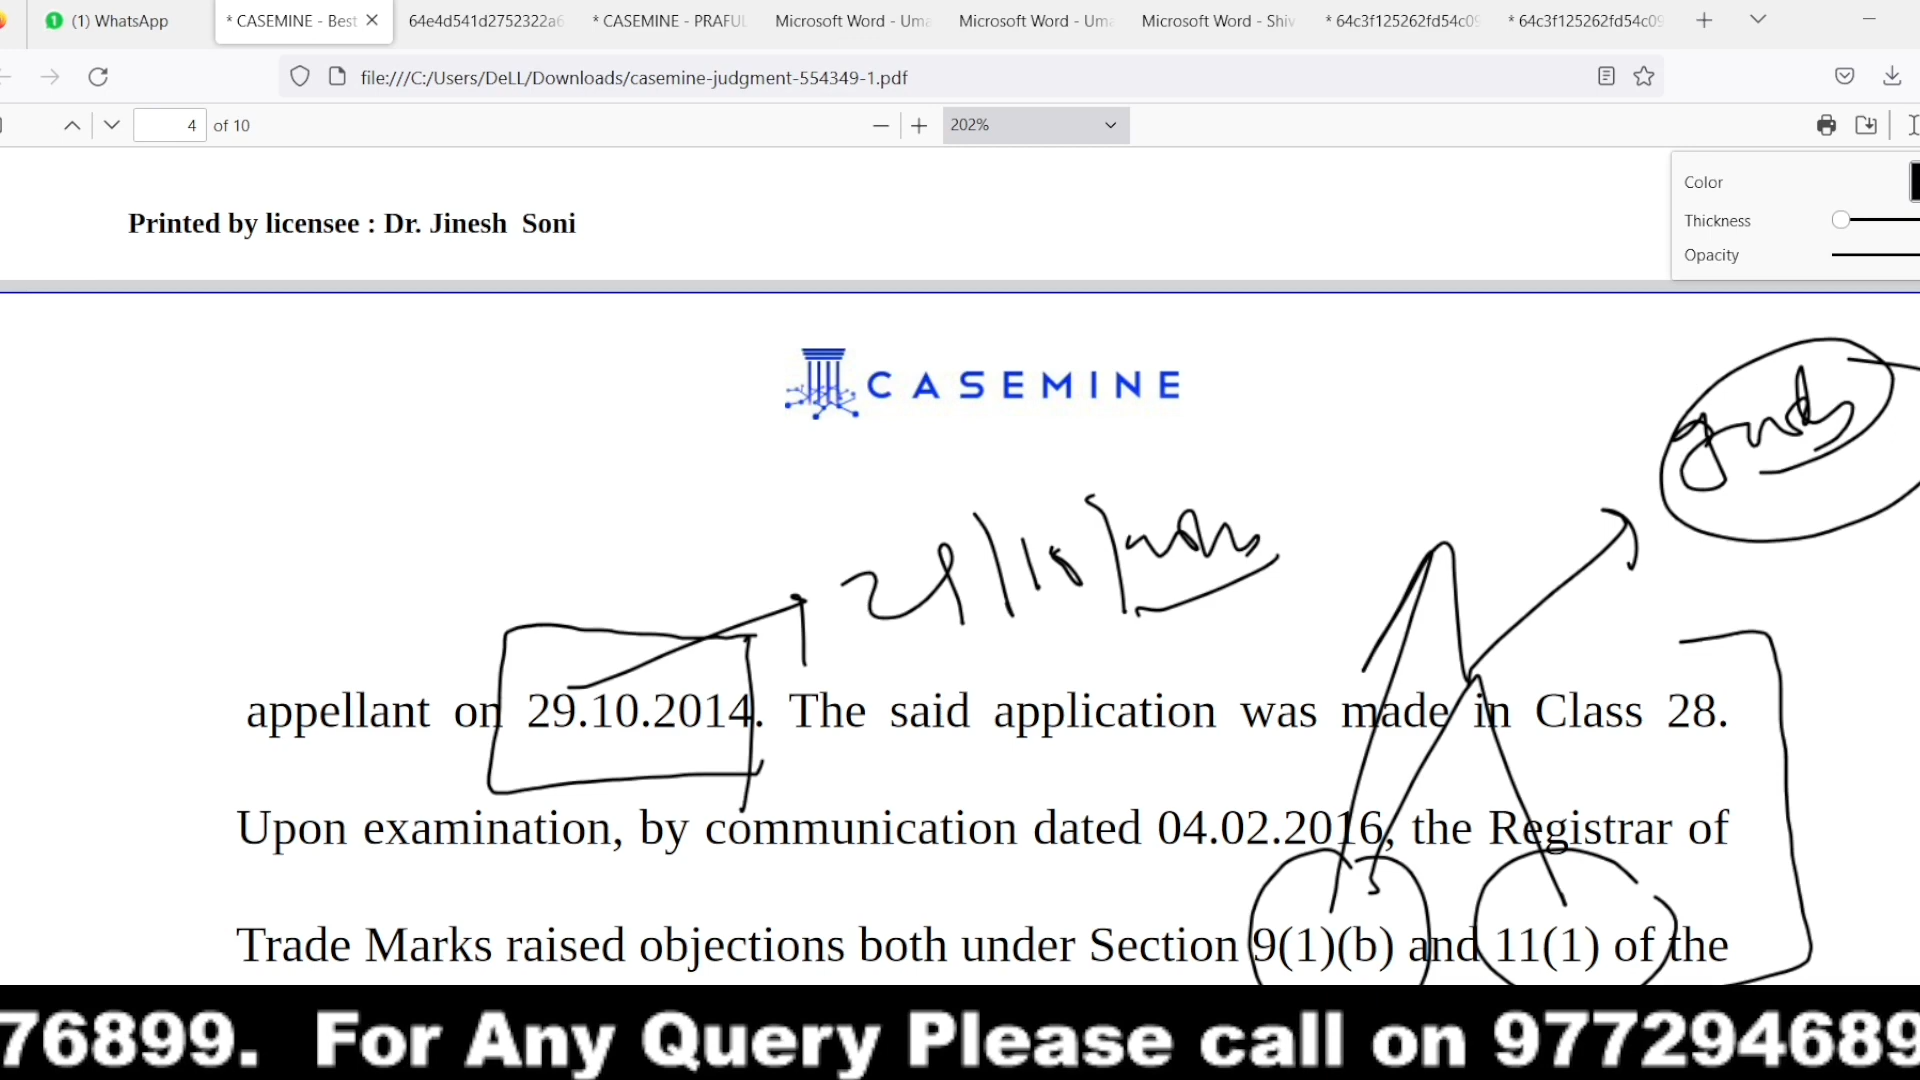 (1) WhatsApp
* CASEMINE - Best
64e4d541d2752322a6
* CASEMINE - PRAFUL
Microsoft Word - Uma
Microsoft Word - Uma
Microsoft Word - Shiv
* 64c3f125262fd54c09
* 64c3f125262fd54c09
file:///C:/Users/DeLL/Downloads/casemine-judgment-554349-1.pdf
4 of 10
202%
Color
Thickness
Opacity
Printed by licensee : Dr. Jinesh Soni
CASEMINE
appellant on 29.10.2014. The said application was made in Class 28.
Upon examination, by communication dated 04.02.2016, the Registrar of
Trade Marks raised objections both under Section 9(1)(b) and 11(1) of the
76899. For Any Query Please call on 977294689